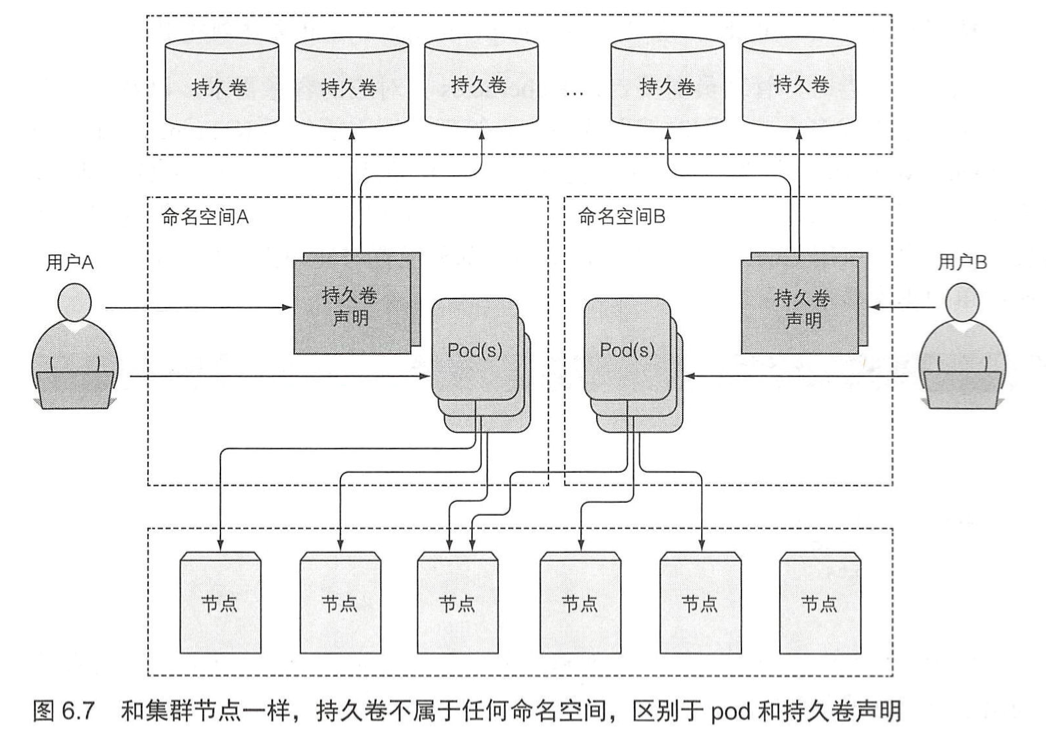 持久卷
持久卷
持久卷
...
持久卷
持久卷
命名空间A
命名空间B
用户A
用户B
持久卷
声明
持久卷
声明
Pod(s)
Pod(s)
节点
节点
节点
节点
节点
节点
图 6.7 和集群节点一样，持久卷不属于任何命名空间，区别于 pod 和持久卷声明